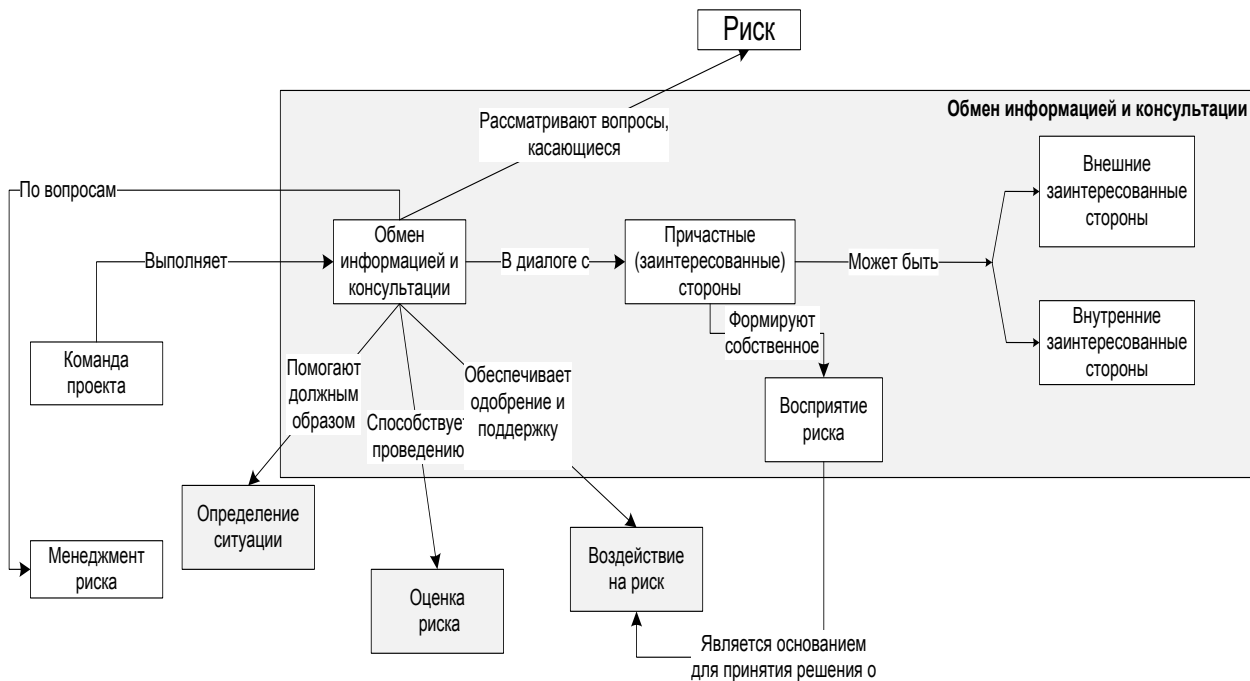 Риск
Обмен информацией и консультации
Рассматривают вопросы,
касающиеся
Внешние
заинтересованные
стороны
По вопросам
Обмен
информацией и
консультации
Причастные
(заинтересованные)
стороны
Выполняет
В диалоге с
Может быть
Формируют
собственное
Внутренние
заинтересованные
стороны
Команда
проекта
Помогают
должным
образом
Обеспечивает
одобрение и
поддержку
Способствуе
проведению
Восприятие
риска
Определение
ситуации
Менеджмент
риска
Воздействие
на риск
Оценка
риска
Является основанием
для принятия решения о